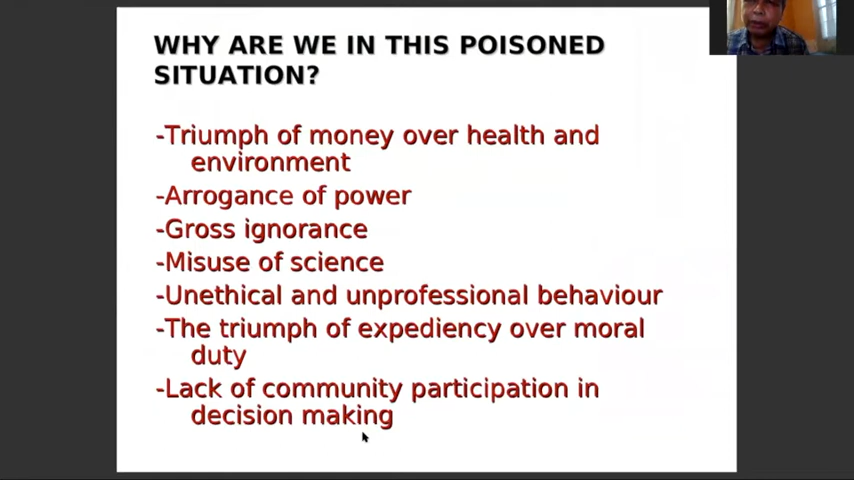 WHY ARE WE IN THIS POISONED
SITUATION?
-Triumph of money over health and
environment
-Arrogance of power
-Gross ignorance
-Misuse of science
-Unethical and unprofessional behaviour
-The triumph of expediency over moral
duty
-Lack of community participation in
decision making